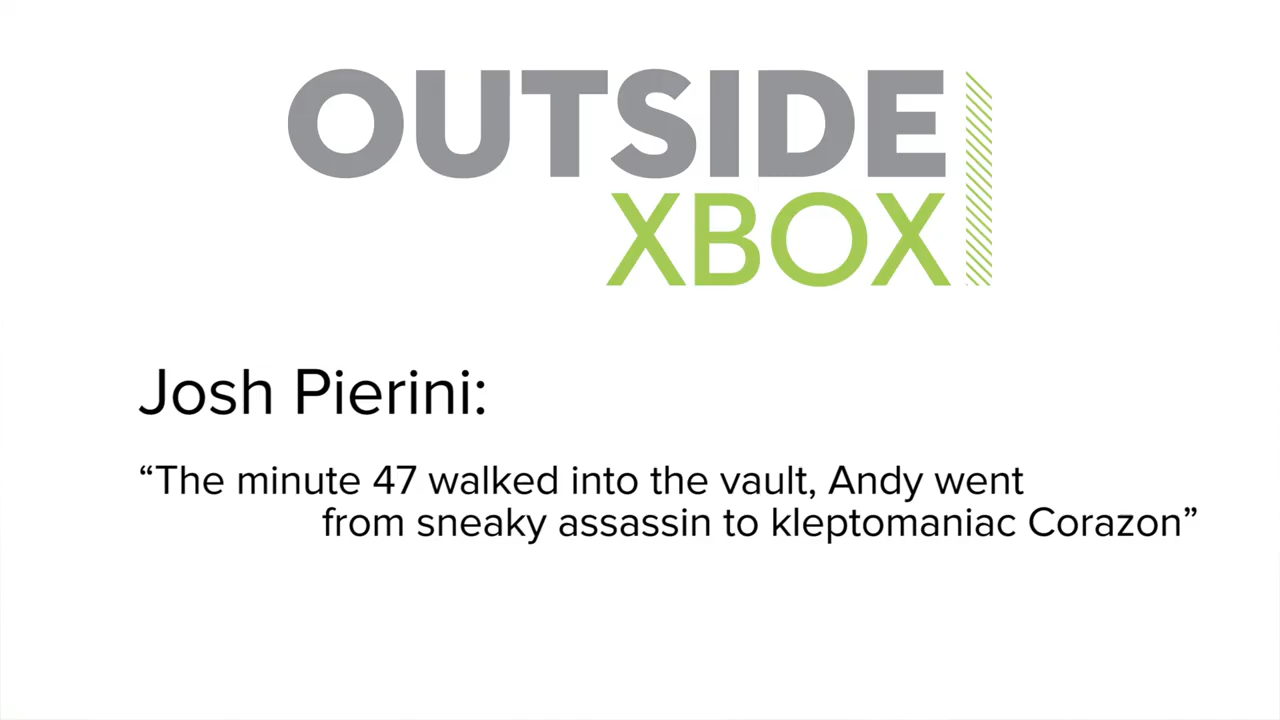 OUTSIDE
XBOX
Josh Pierini:
“The minute 47 walked into the vault, Andy went
from sneaky assassin to kleptomaniac Corazon”